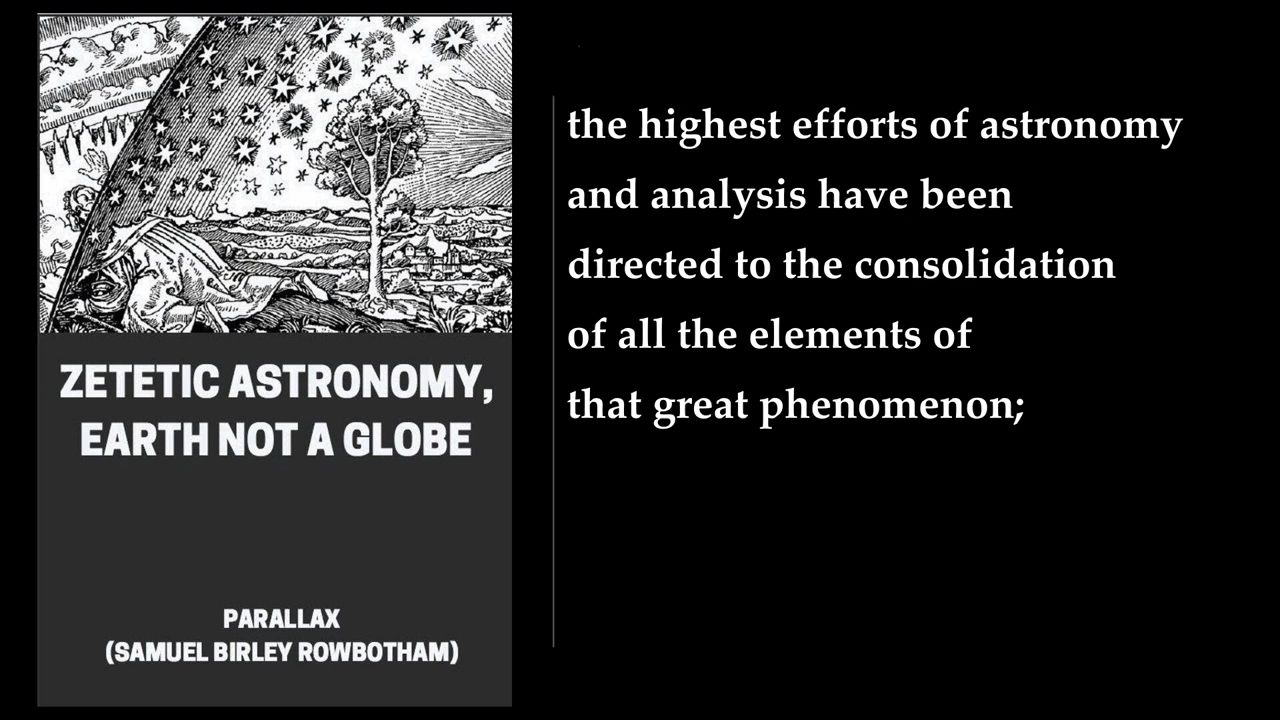 ZETETIC ASTRONOMY,
EARTH NOT A GLOBE
PARALLAX
(SAMUEL BIRLEY ROWBOTHAM)
the highest efforts of astronomy
and analysis have been
directed to the consolidation
of all the elements of
that great phenomenon;